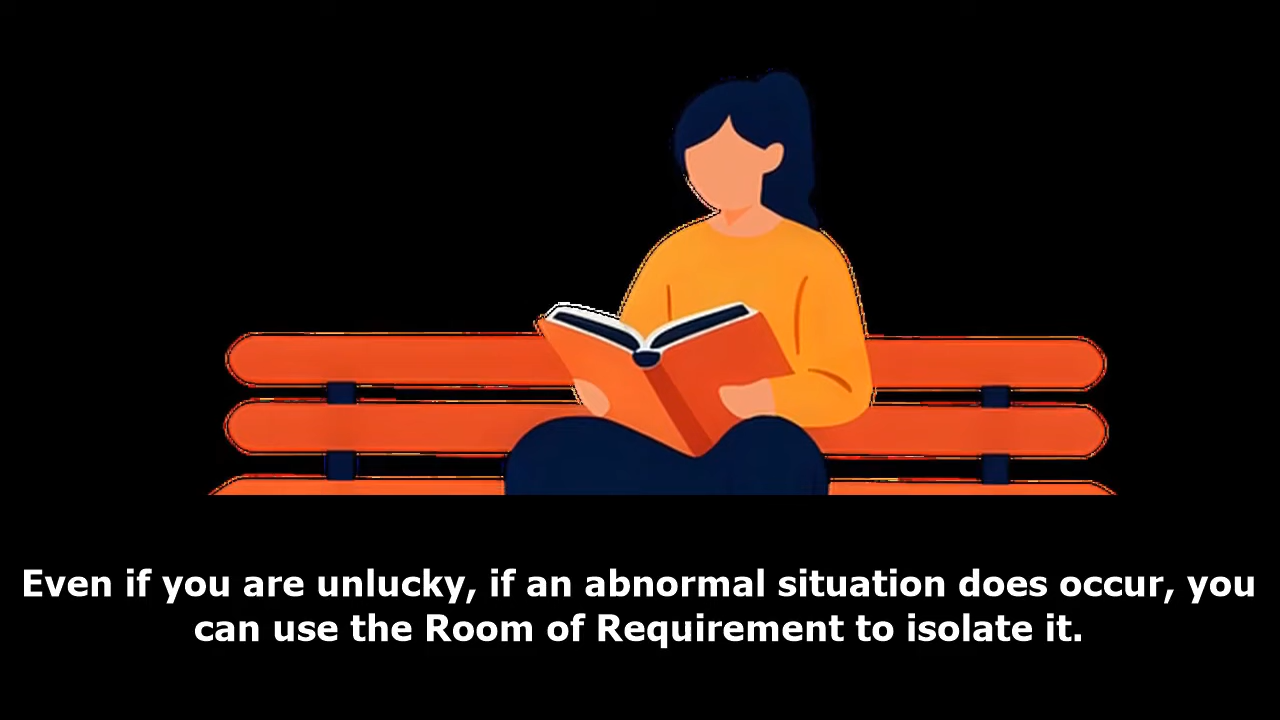 Even if you are unlucky, if an abnormal situation does occur, you
can use the Room of Requirement to isolate it.